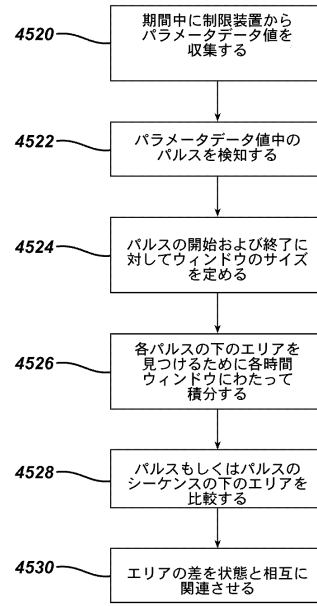 4520
期間中に制限装置から
パラメータデータ値を
収集する
4522
パラメータデータ値中の
パルスを検知する
4524
パルスの開始および終了に
対してウィンドウのサイズ
を定める
4526
各パルスの下のエリアを
見つけるために各時間
ウィンドウにわたって
積分する
4528
パルスもしくはパルスの
シーケンスの下のエリアを
比較する
4530
エリアの差を状態と相互に
関連させる